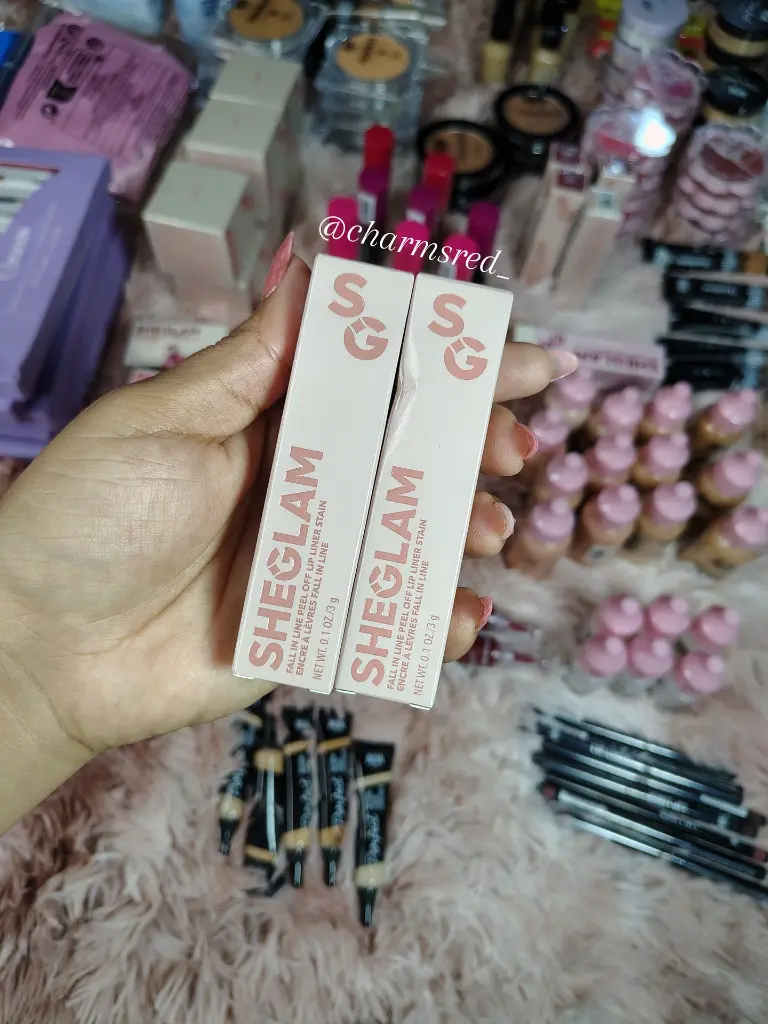 @charmsred_
SG
SHEGLAM
FALL IN LINE PEEL OFF LIP LINER STAIN
ENCRE À LÈVRES FALL IN LINE
NET WT. 0.1 OZ/3 g
SG
SHEGLAM
FALL IN LINE PEEL OFF LIP LINER STAIN
ENCRE À LÈVRES FALL IN LINE
NET WT. 0.1 OZ/3 g